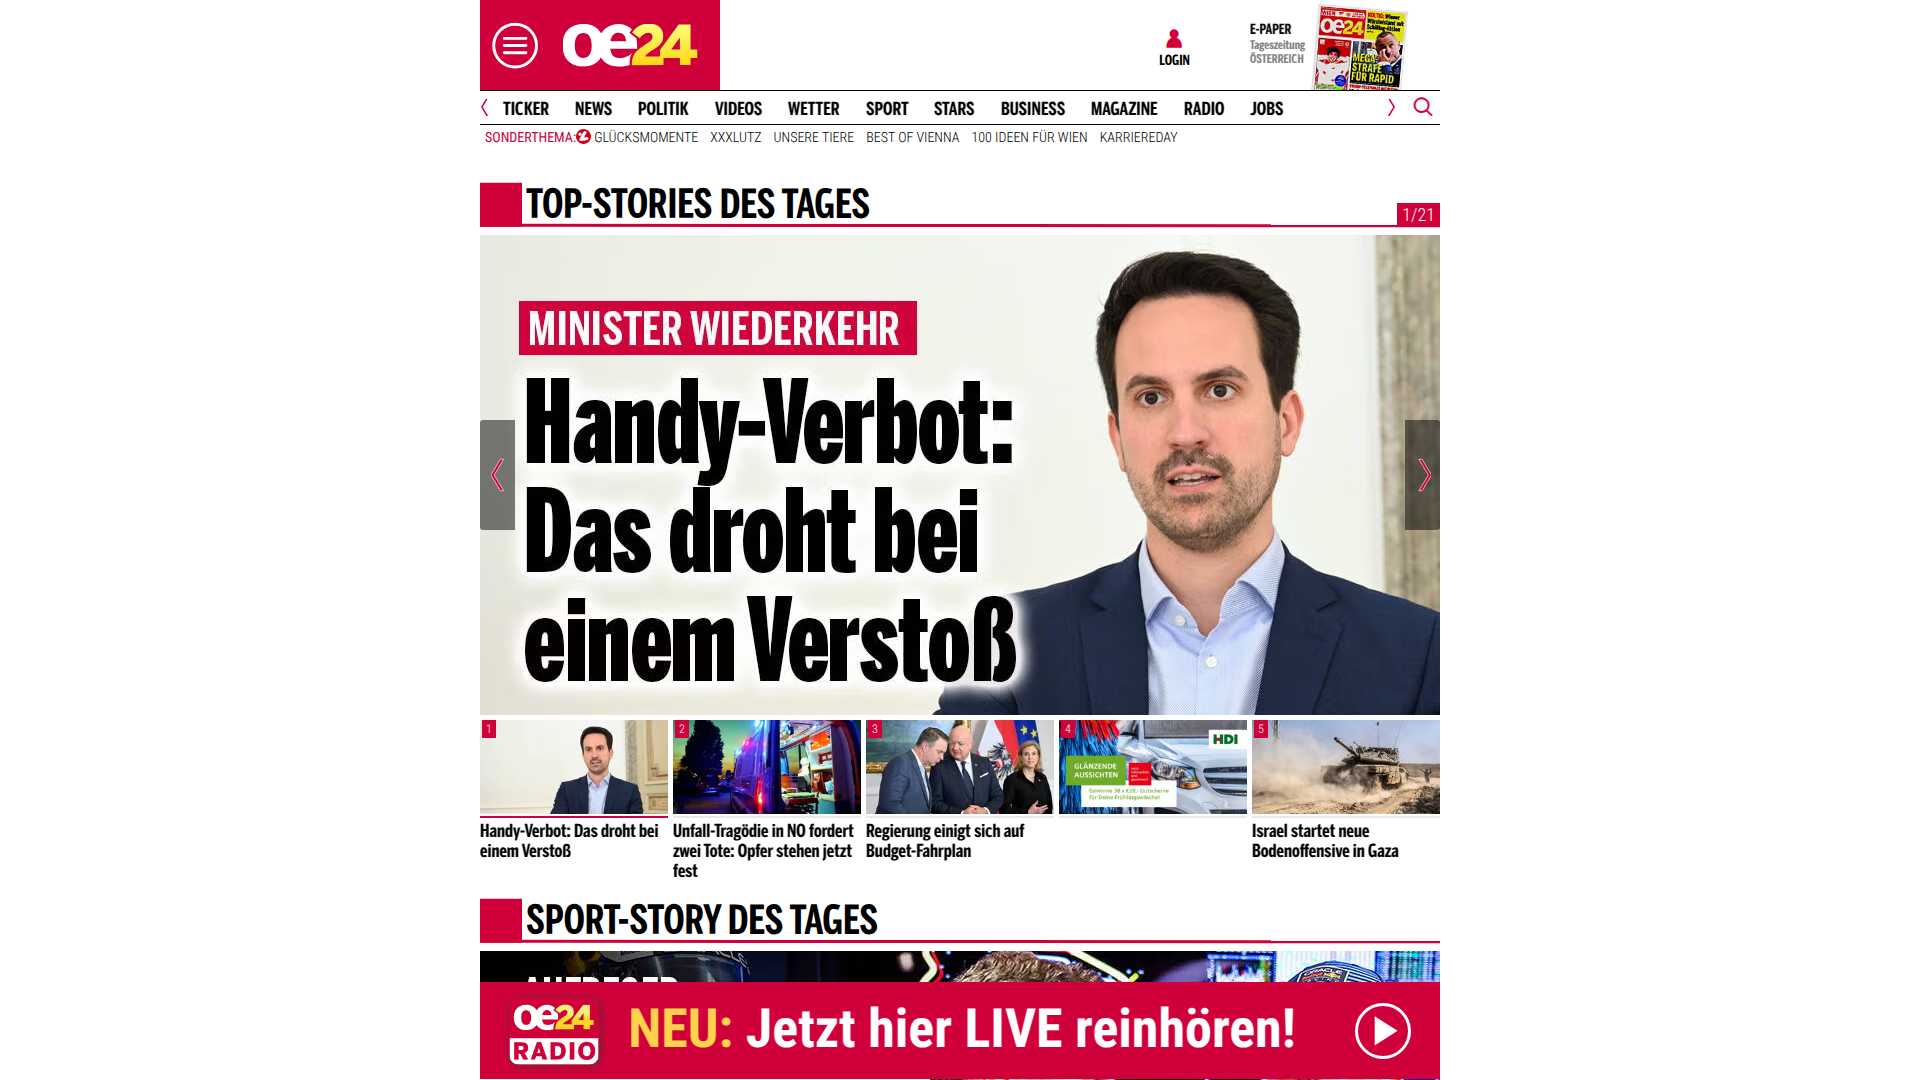 oe24
LOGIN
E-PAPER
Tageszeitung
ÖSTERREICH
oe24
MEGA-
STRAFE
FÜR RAPID
TICKER NEWS POLITIK VIDEOS WETTER SPORT STARS BUSINESS MAGAZINE RADIO JOBS
SONDERTHEMA: GLÜCKSMOMENTE XXXLUTZ UNSERE TIERE BEST OF VIENNA 100 IDEEN FÜR WIEN KARRIEREDAY
TOP-STORIES DES TAGES
1/21
MINISTER WIEDERKEHR
Handy-Verbot:
Das droht bei
einem Verstoß
1
2
3
4
5
HDI
GLÄNZENDE
AUSSICHTEN
Handy-Verbot: Das droht bei
einem Verstoß
Unfall-Tragödie in NO fordert
zwei Tote: Opfer stehen jetzt
fest
Regierung einigt sich auf
Budget-Fahrplan
Israel startet neue
Bodenoffensive in Gaza
SPORT-STORY DES TAGES
ORACLE
oe24
RADIO
NEU: Jetzt hier LIVE reinhören!